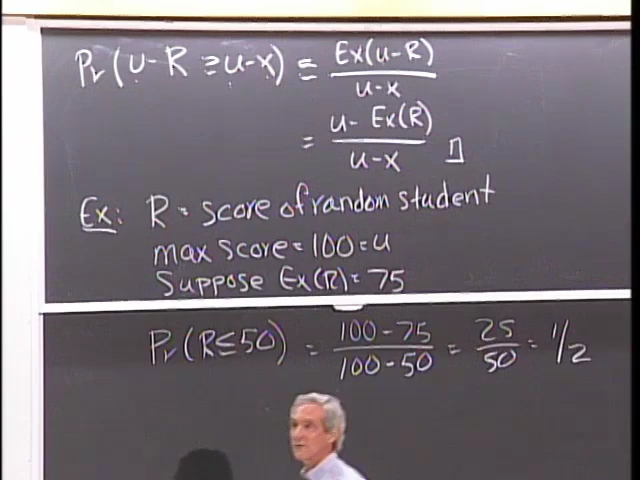 Pr(u-R ≥ u-x) ≤ Ex(u-R) / u-x
= u - Ex(R) / u-x □
Ex: R = score of random student
max score = 100 = u
Suppose Ex(R) = 75
Pr(R ≤ 50) = 100-75 / 100-50 = 25 / 50 = 1/2